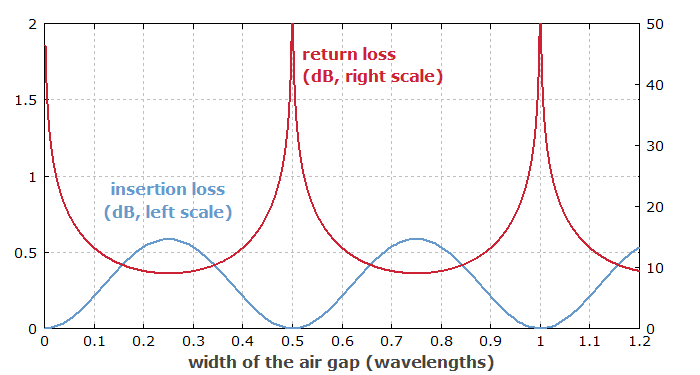 2
1.5
1
0.5
0
50
40
30
20
10
0
return loss
(dB, right scale)
insertion loss
(dB, left scale)
0 0.1 0.2 0.3 0.4 0.5 0.6 0.7 0.8 0.9 1 1.1 1.2
width of the air gap (wavelengths)